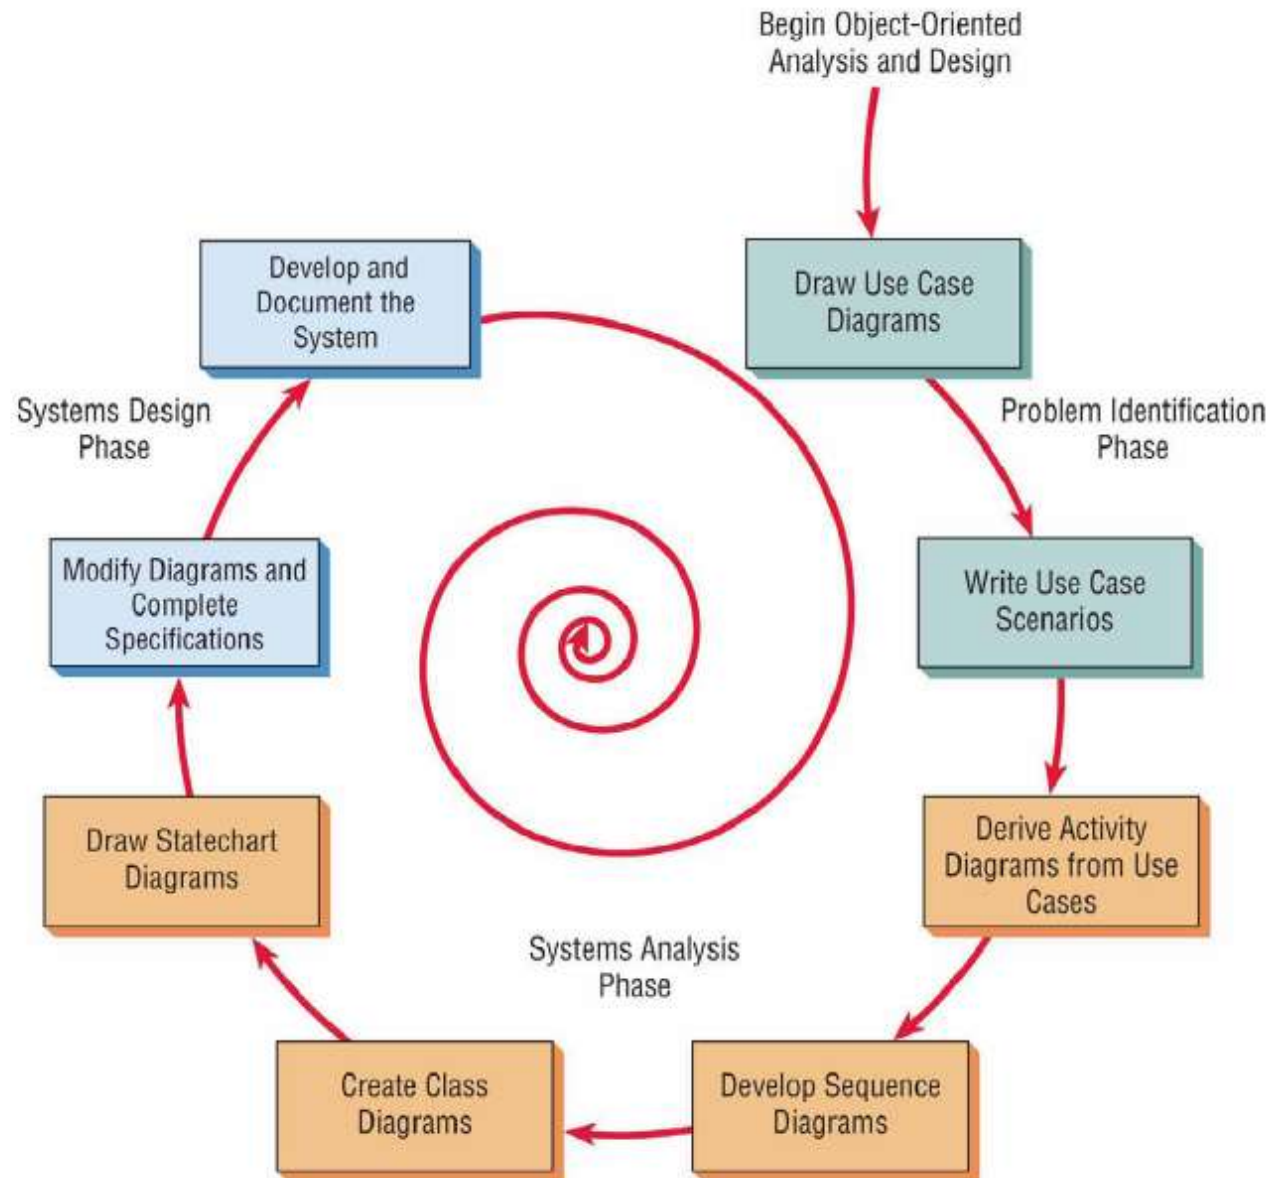 Begin Object-Oriented
Analysis and Design
Draw Use Case
Diagrams
Problem Identification
Phase
Write Use Case
Scenarios
Derive Activity
Diagrams from Use
Cases
Develop Sequence
Diagrams
Systems Analysis
Phase
Create Class
Diagrams
Draw Statechart
Diagrams
Modify Diagrams and
Complete
Specifications
Systems Design
Phase
Develop and
Document the
System